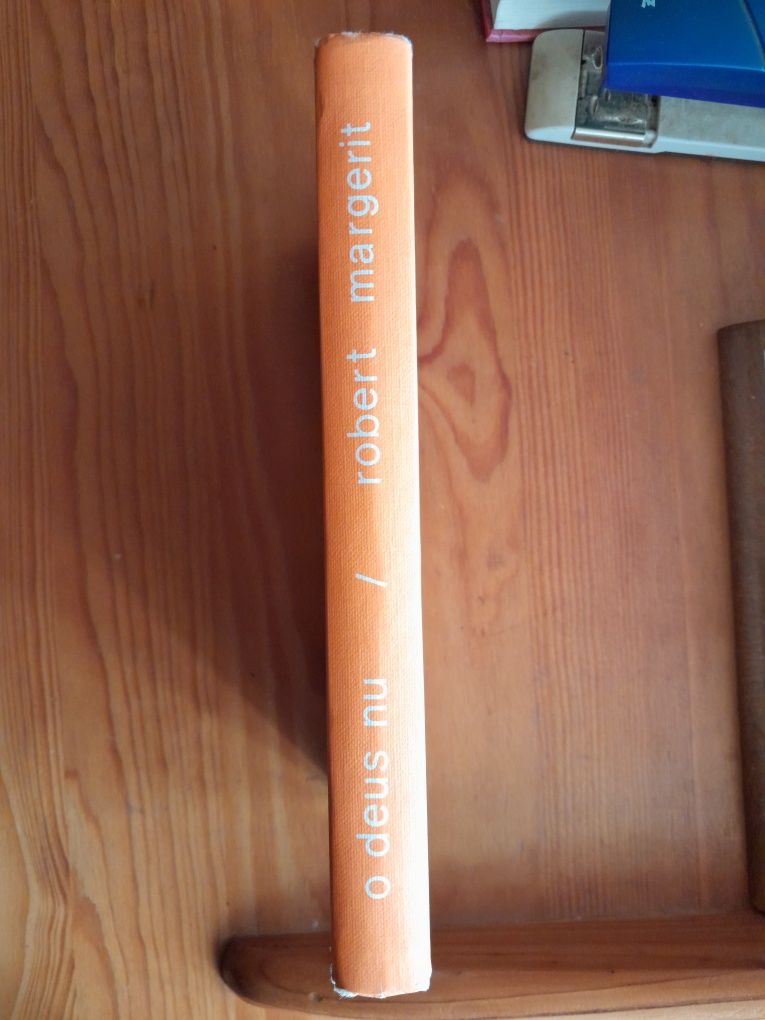 o deus nu / robert margerit